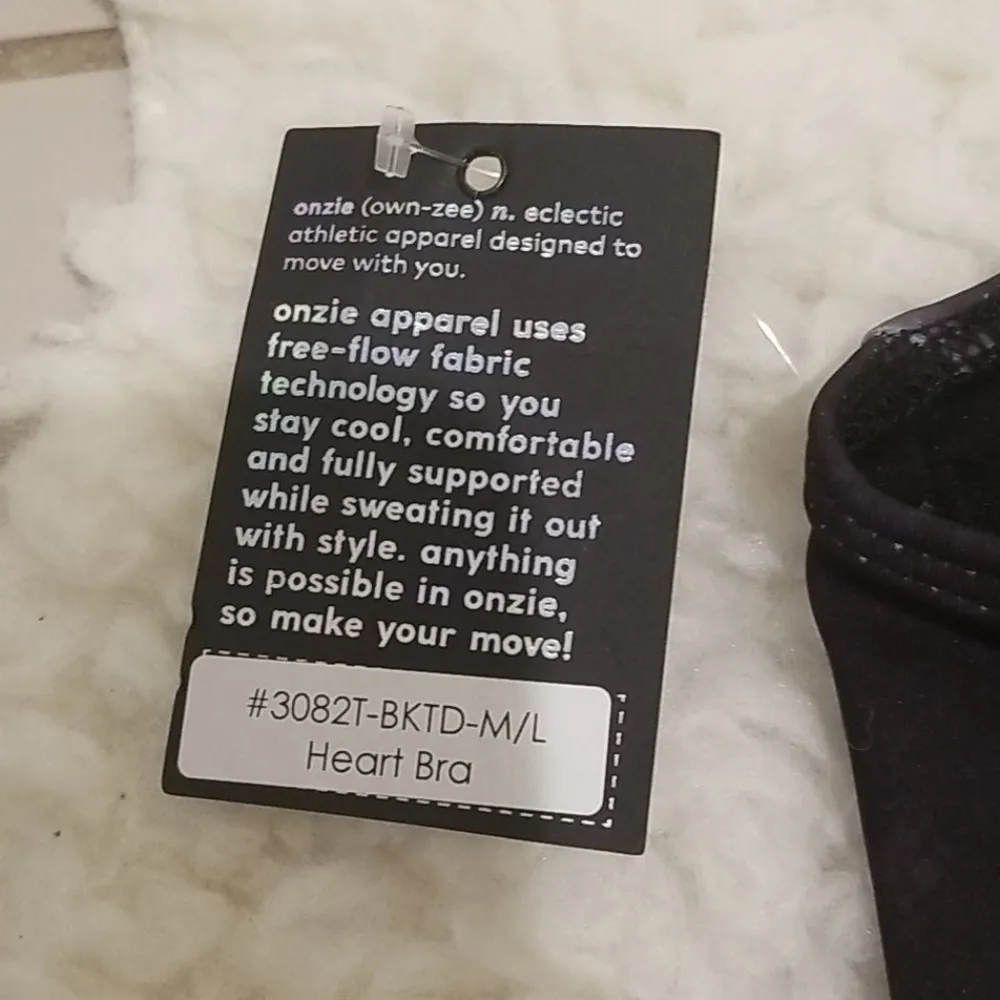 onzie (own-zee) n. eclectic
athletic apparel designed to
move with you.
onzie apparel uses
free-flow fabric
technology so you
stay cool, comfortable
and fully supported
while sweating it out
with style. anything
is possible in onzie,
so make your move!
#3082T-BKTD-M/L
Heart Bra